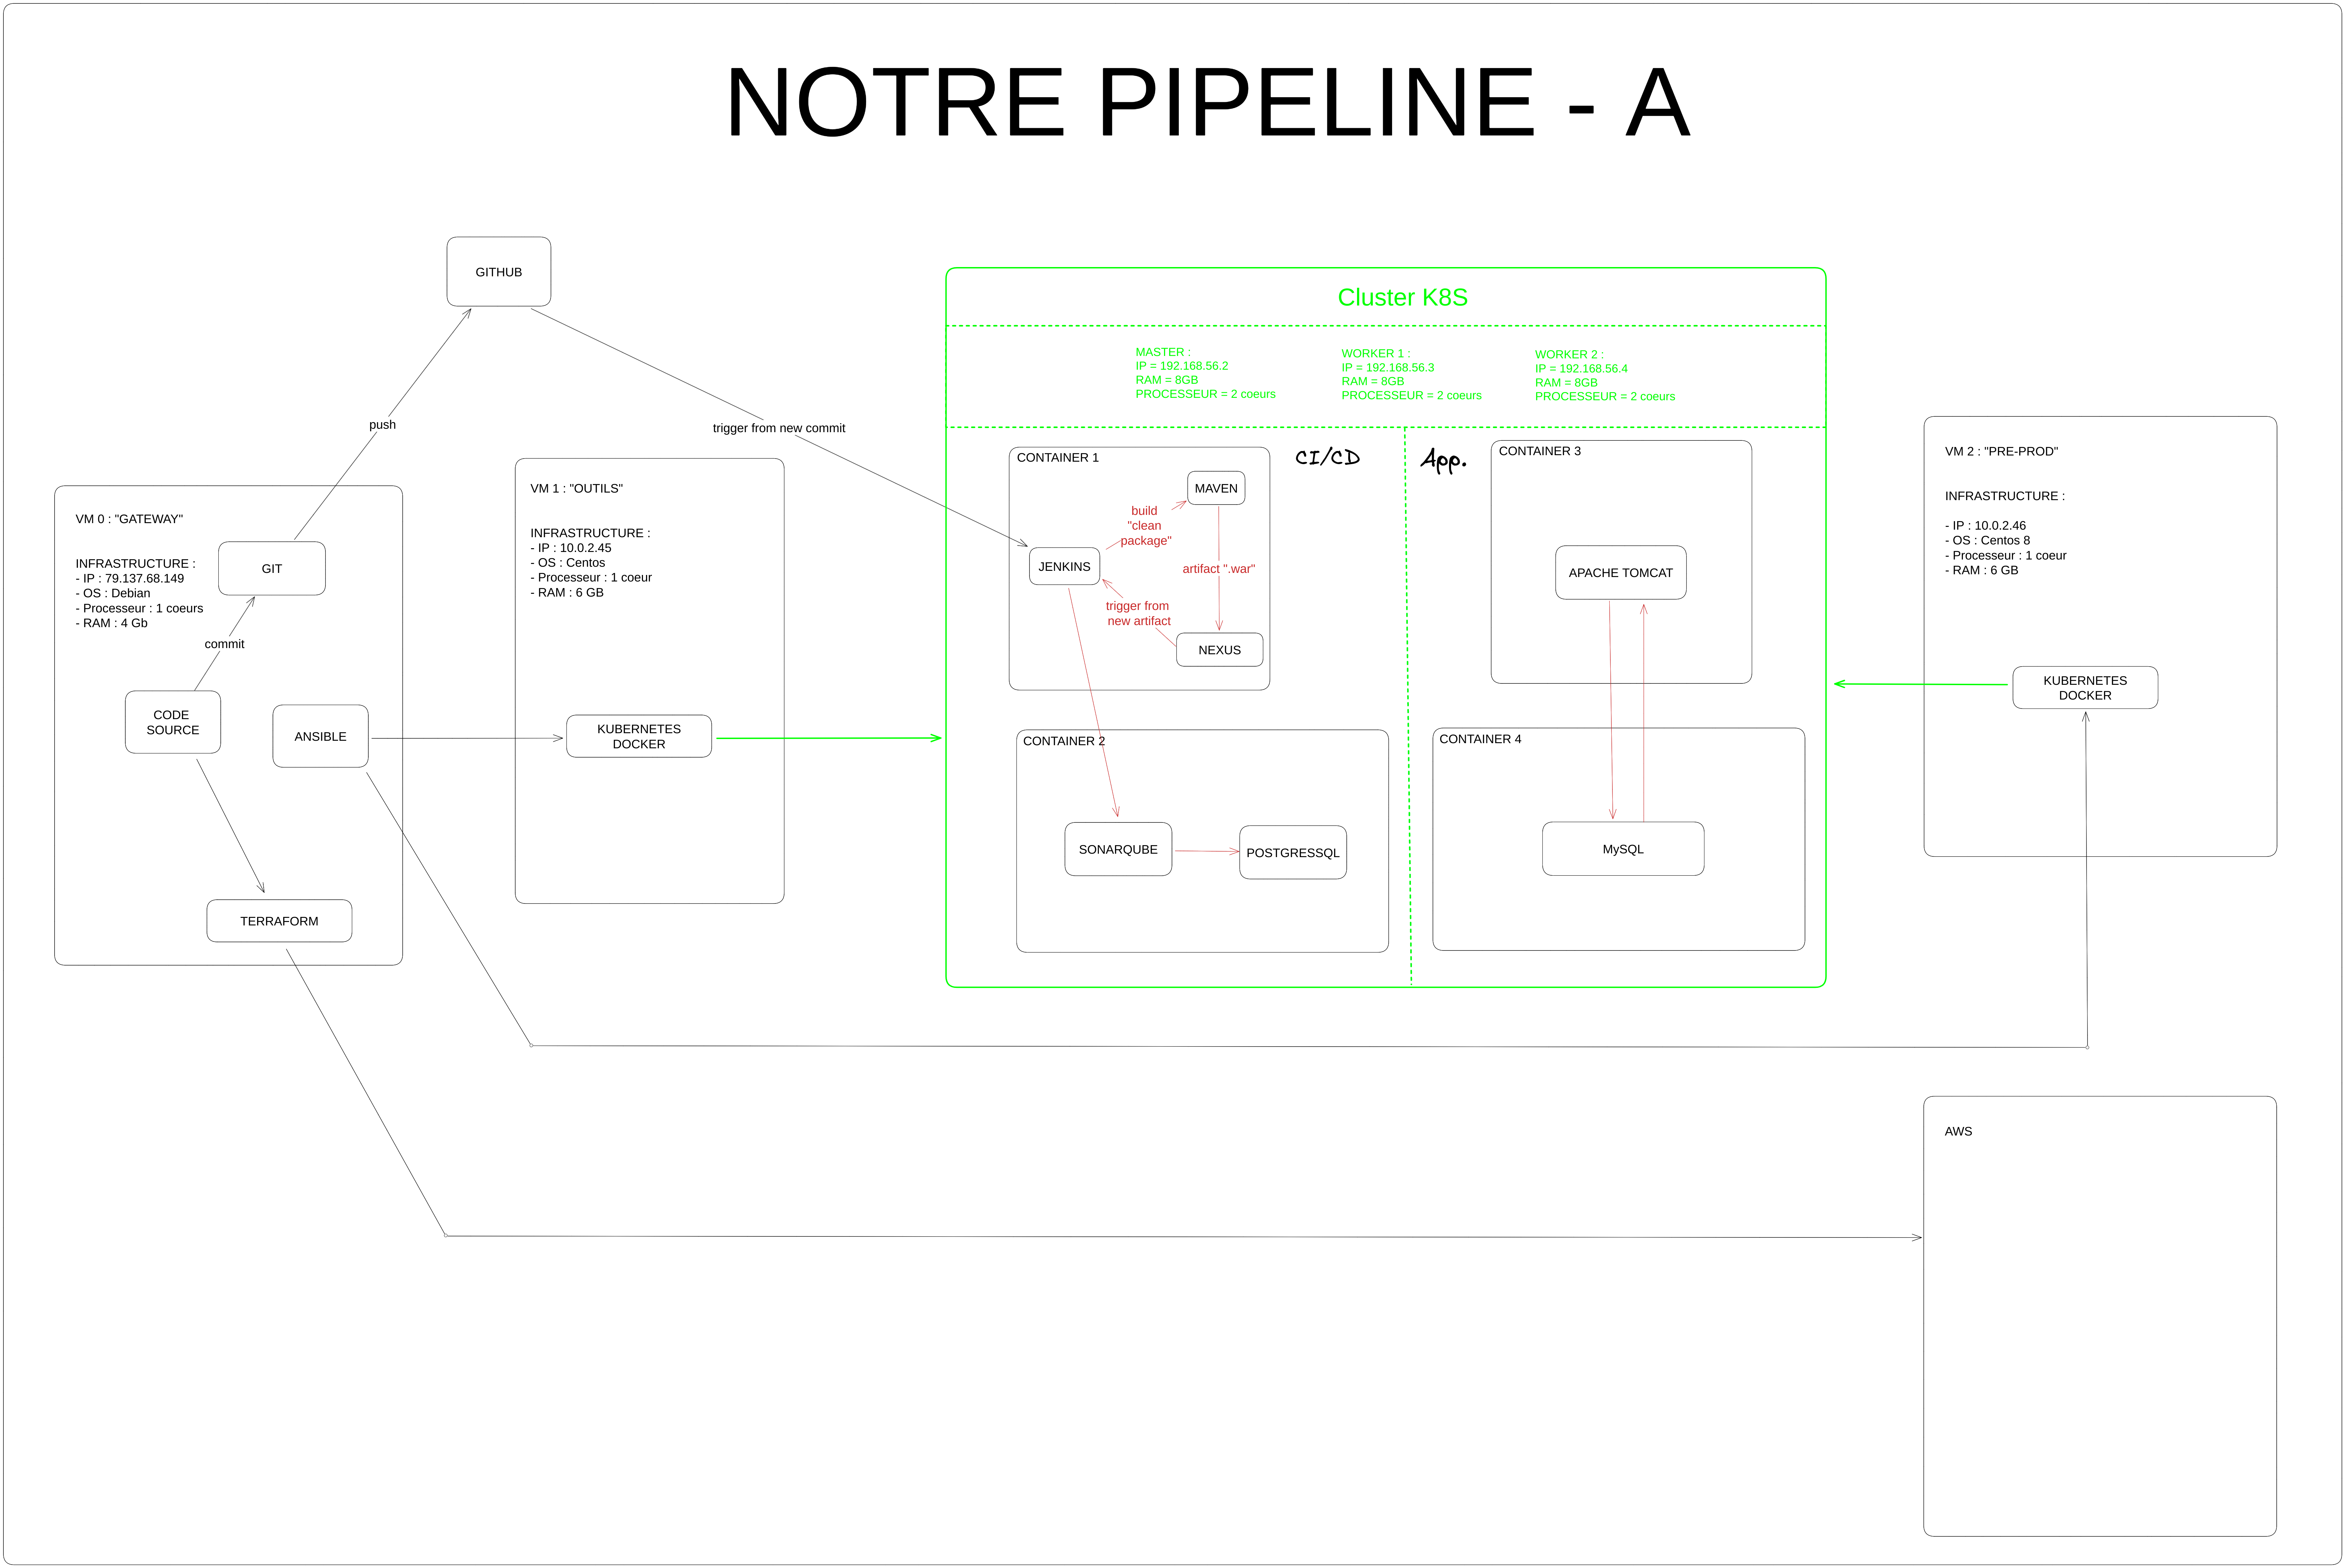 NOTRE PIPELINE - A
GITHUB
push
trigger from new commit
VM 0 : "GATEWAY"
INFRASTRUCTURE :
- IP : 79.137.68.149
- OS : Debian
- Processeur : 1 coeurs
- RAM : 4 Gb
GIT
commit
CODE
SOURCE
ANSIBLE
TERRAFORM
VM 1 : "OUTILS"
INFRASTRUCTURE :
- IP : 10.0.2.45
- OS : Centos
- Processeur : 1 coeur
- RAM : 6 GB
KUBERNETES
DOCKER
Cluster K8S
MASTER :
IP = 192.168.56.2
RAM = 8GB
PROCESSEUR = 2 coeurs
WORKER 1 :
IP = 192.168.56.3
RAM = 8GB
PROCESSEUR = 2 coeurs
WORKER 2 :
IP = 192.168.56.4
RAM = 8GB
PROCESSEUR = 2 coeurs
CI/CD
CONTAINER 1
MAVEN
build
"clean
package"
JENKINS
artifact ".war"
trigger from
new artifact
NEXUS
CONTAINER 2
SONARQUBE
POSTGRESSQL
App.
CONTAINER 3
APACHE TOMCAT
CONTAINER 4
MySQL
VM 2 : "PRE-PROD"
INFRASTRUCTURE :
- IP : 10.0.2.46
- OS : Centos 8
- Processeur : 1 coeur
- RAM : 6 GB
KUBERNETES
DOCKER
AWS